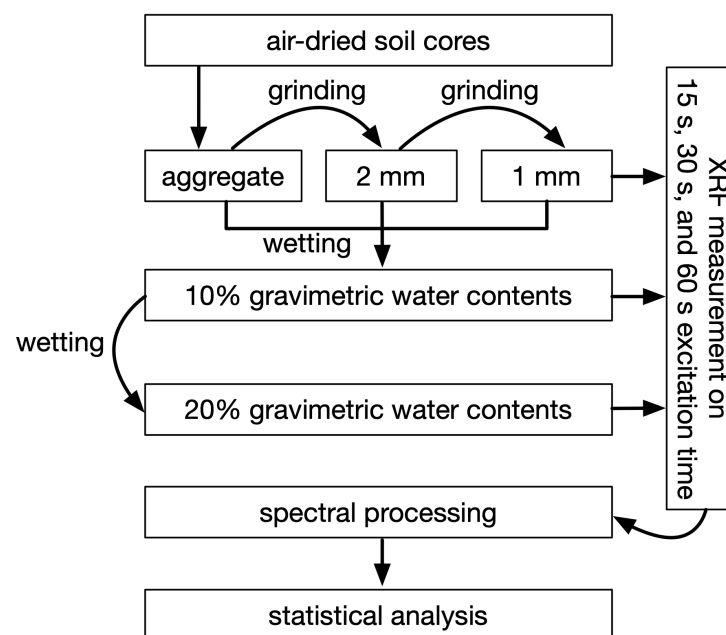 air-dried soil cores
grinding
grinding
aggregate
2 mm
1 mm
wetting
10% gravimetric water contents
wetting
20% gravimetric water contents
XRF measurement on
15 s, 30 s, and 60 s excitation time
spectral processing
statistical analysis